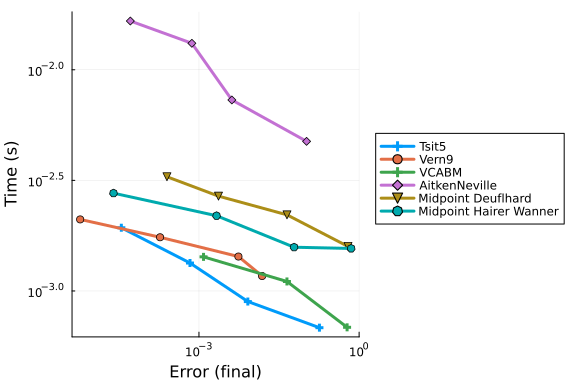 10^−2.0
10^−2.5
10^−3.0
Time (s)
10^−3
10^0
Error (final)
Tsit5
Vern9
VCABM
AitkenNeville
Midpoint Deuflhard
Midpoint Hairer Wanner